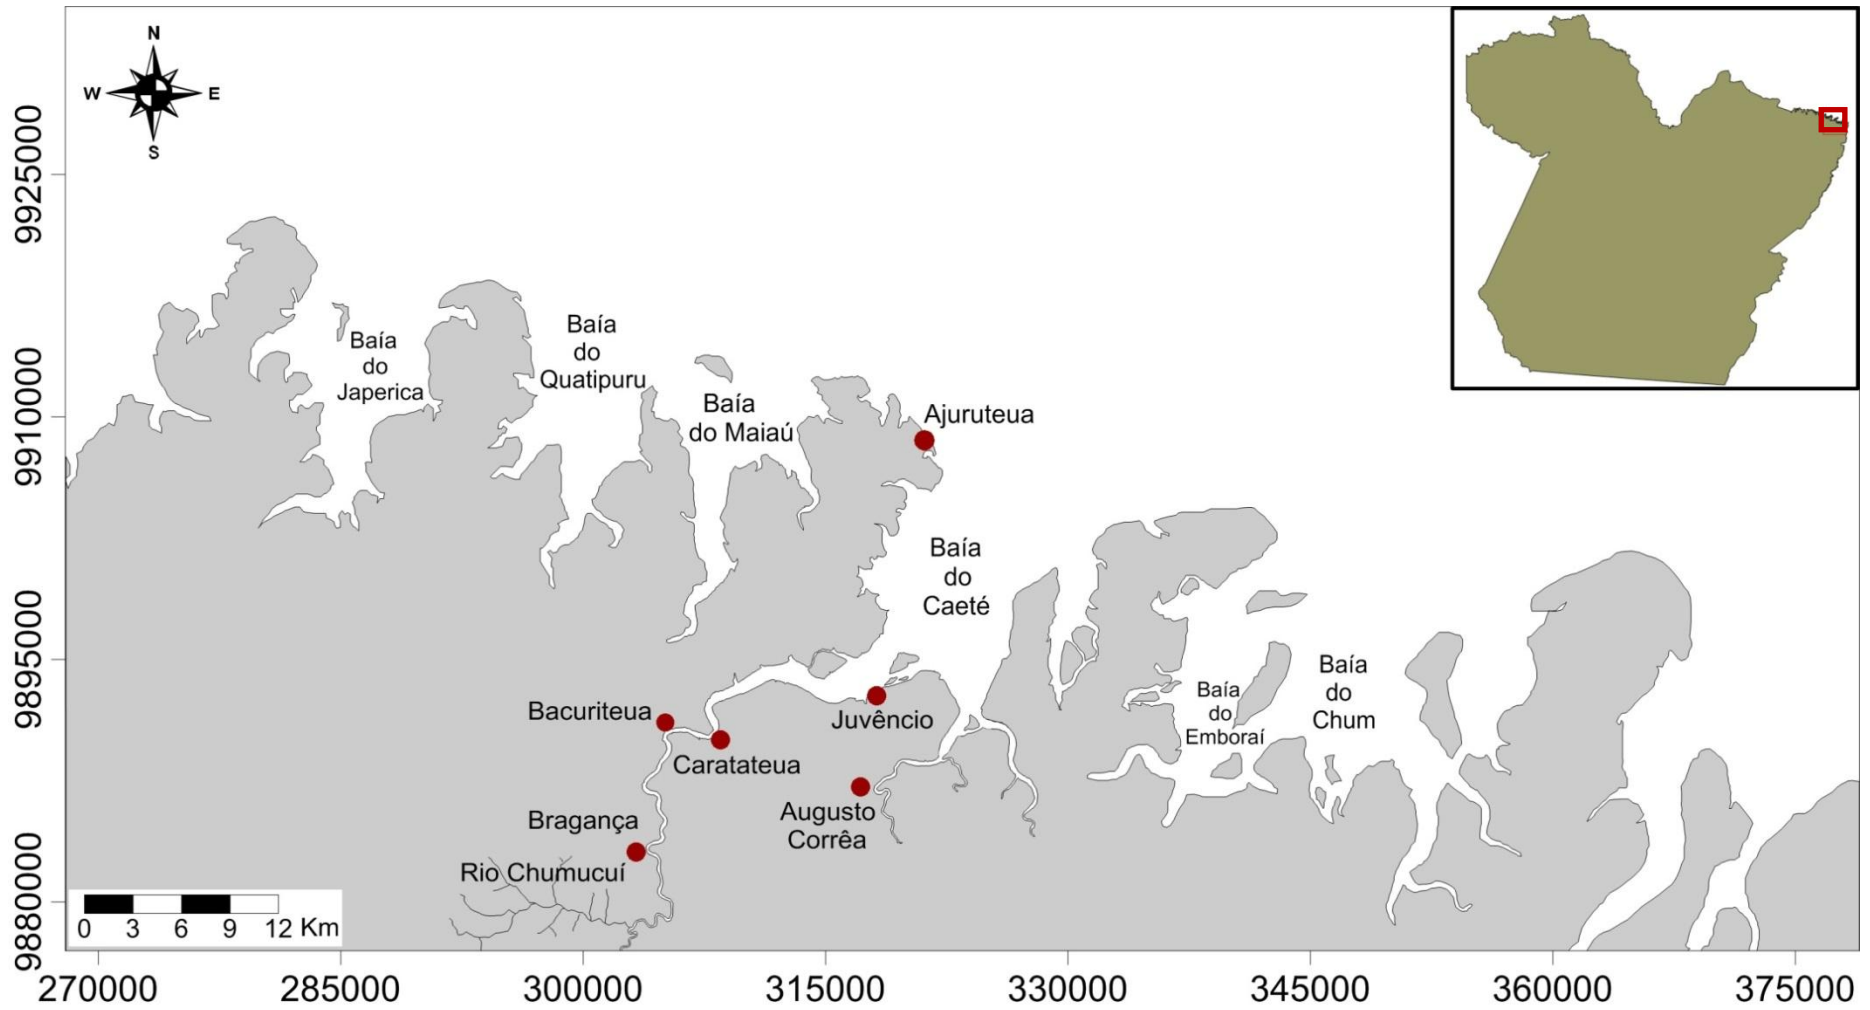 N
W
E
S
9925000
9910000
9895000
9880000
Baía
do
Japerica
Baía
do
Quatipuru
Baía
do Maiaú
Ajuruteua
Baía
do
Caeté
Bacuriteua
Caratateua
Juvêncio
Augusto
Corrêa
Bragança
Rio Chumucuí
Baía
do
Emboraí
Baía
do
Chum
0 3 6 9 12 Km
270000 285000 300000 315000 330000 345000 360000 375000